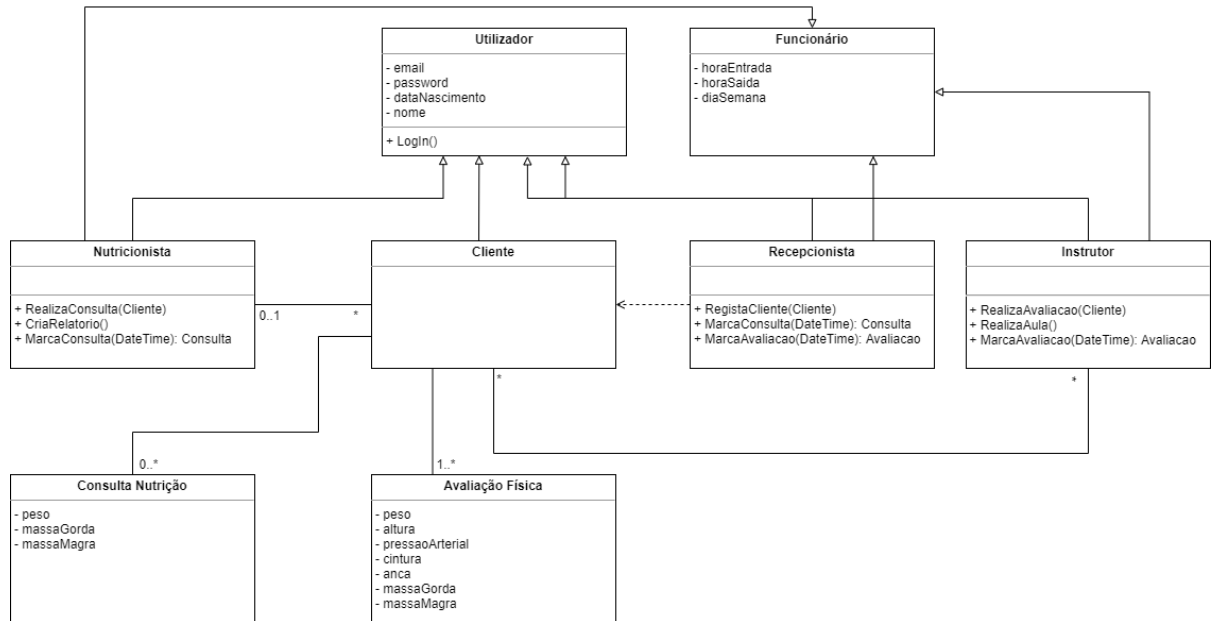 Utilizador
- email
- password
- dataNascimento
- nome
+ LogIn()
Funcionário
- horaEntrada
- horaSaida
- diaSemana
Nutricionista
+ RealizaConsulta(Cliente)
+ CriaRelatorio()
+ MarcaConsulta(DateTime): Consulta
Cliente
Recepcionista
+ RegistaCliente(Cliente)
+ MarcaConsulta(DateTime): Consulta
+ MarcaAvaliacao(DateTime): Avaliacao
Instrutor
+ RealizaAvaliacao(Cliente)
+ RealizaAula()
+ MarcaAvaliacao(DateTime): Avaliacao
0..1
*
*
*
0..*
1..*
Consulta Nutrição
- peso
- massaGorda
- massaMagra
Avaliação Física
- peso
- altura
- pressaoArterial
- cintura
- anca
- massaGorda
- massaMagra